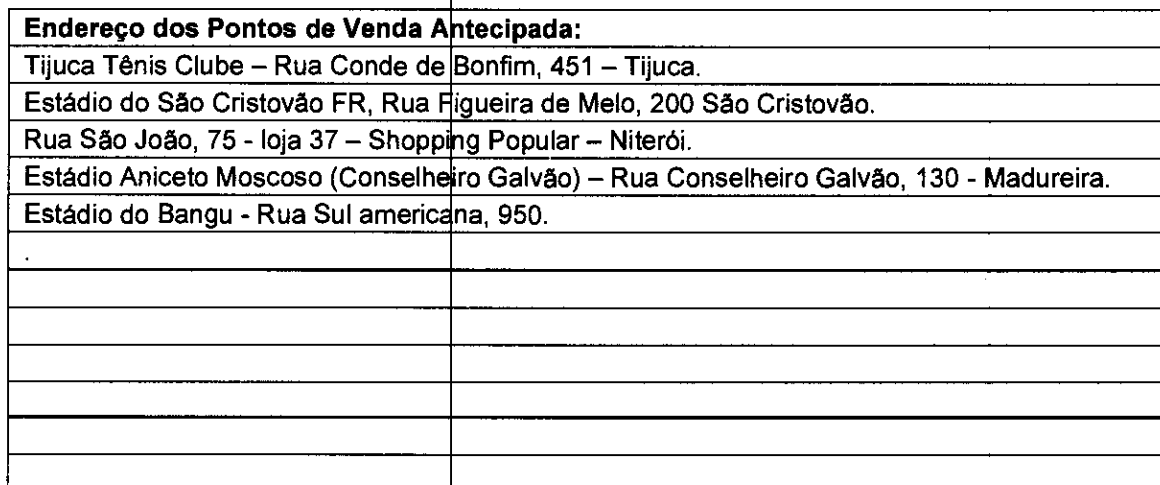 Endereço dos Pontos de Venda Antecipada:
Tijuca Tênis Clube – Rua Conde de Bonfim, 451 – Tijuca.
Estádio do São Cristovão FR, Rua Figueira de Melo, 200 São Cristovão.
Rua São João, 75 - loja 37 – Shopping Popular – Niterói.
Estádio Aniceto Moscoso (Conselheiro Galvão) – Rua Conselheiro Galvão, 130 - Madureira.
Estádio do Bangu - Rua Sul americana, 950.
.